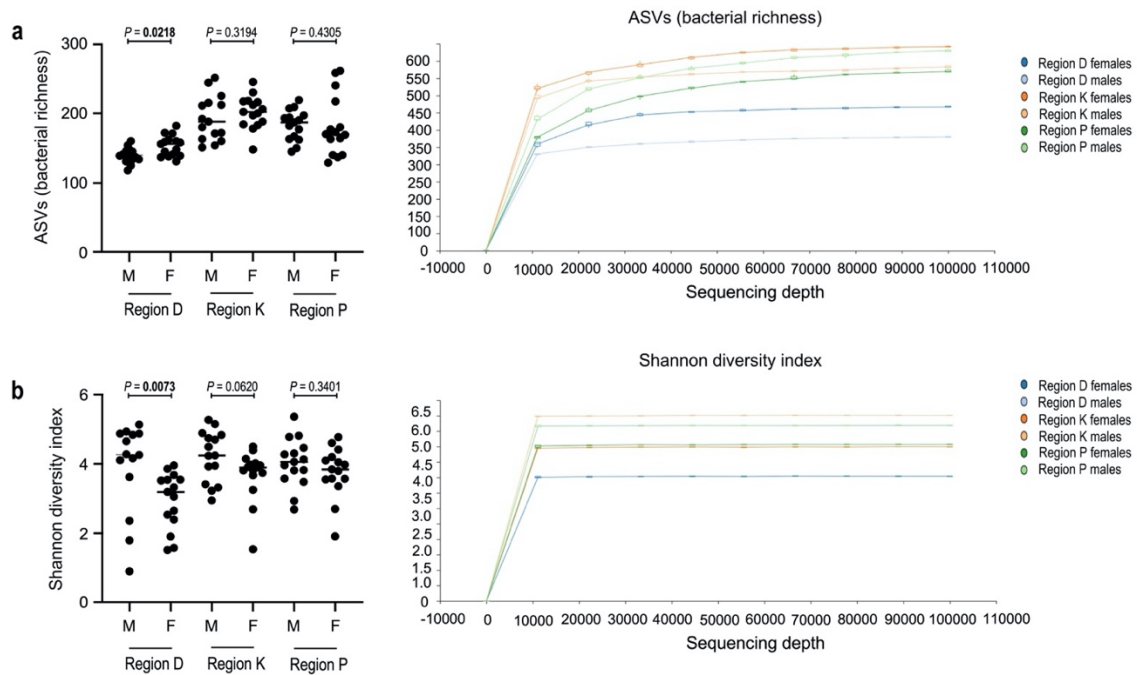 a
P = 0.0218 P = 0.3194 P = 0.4305
ASVs (bacterial richness)
300
200
100
0
M F M F M F
Region D Region K Region P
ASVs (bacterial richness)
600
550
500
450
400
350
300
250
200
150
100
50
0
-10000 0 10000 20000 30000 40000 50000 60000 70000 80000 90000 100000 110000
Sequencing depth
Region D females
Region D males
Region K females
Region K males
Region P females
Region P males
b
P = 0.0073 P = 0.0620 P = 0.3401
Shannon diversity index
6
4
2
0
M F M F M F
Region D Region K Region P
Shannon diversity index
6.5
5.5
5.0
4.5
4.0
3.5
3.0
3.0
2.5
2.0
1.5
1.0
0
-10000 0 10000 20000 30000 40000 50000 60000 70000 80000 90000 100000 110000
Sequencing depth
Region D females
Region D males
Region K females
Region K males
Region P females
Region P males